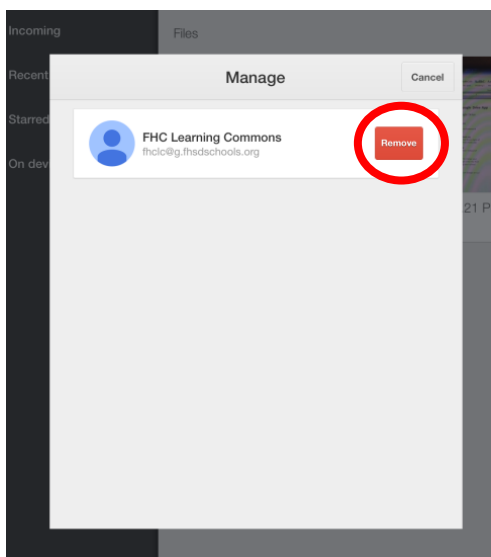 Incoming
Files
Recent
Manage
Cancel
Starred
FHC Learning Commons
fhclc@g.fhsdschools.org
Remove
On dev
21 P